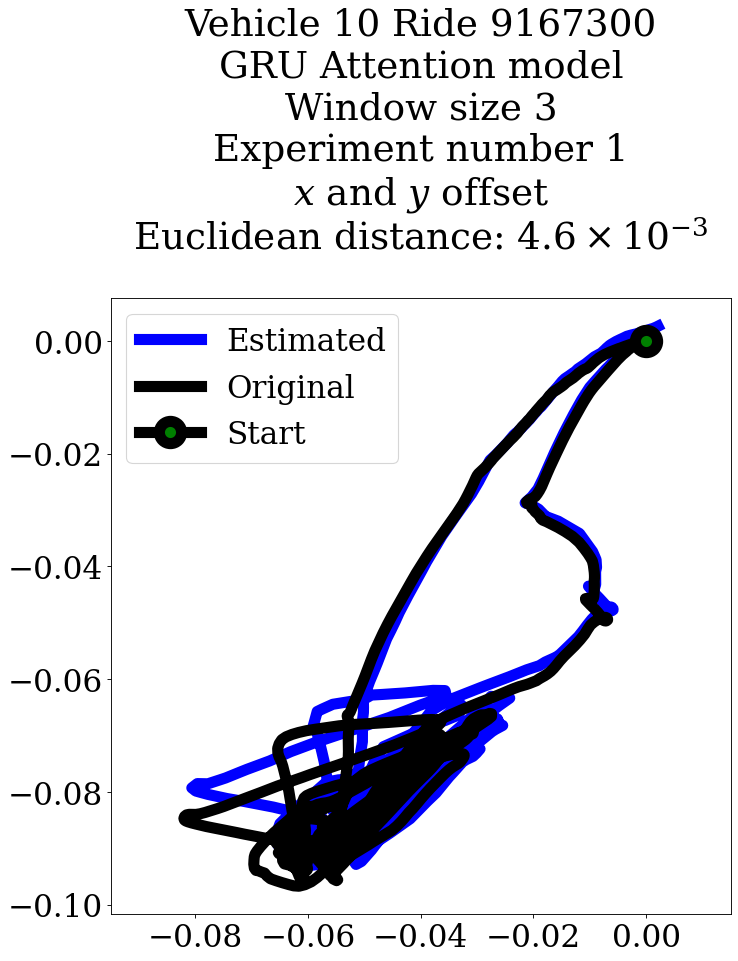 Vehicle 10 Ride 9167300
GRU Attention model
Window size 3
Experiment number 1
x and y offset
Euclidean distance: 4.6 × 10⁻³
Estimated
Original
Start
0.00
−0.02
−0.04
−0.06
−0.08
−0.10
−0.08 −0.06 −0.04 −0.02 0.00